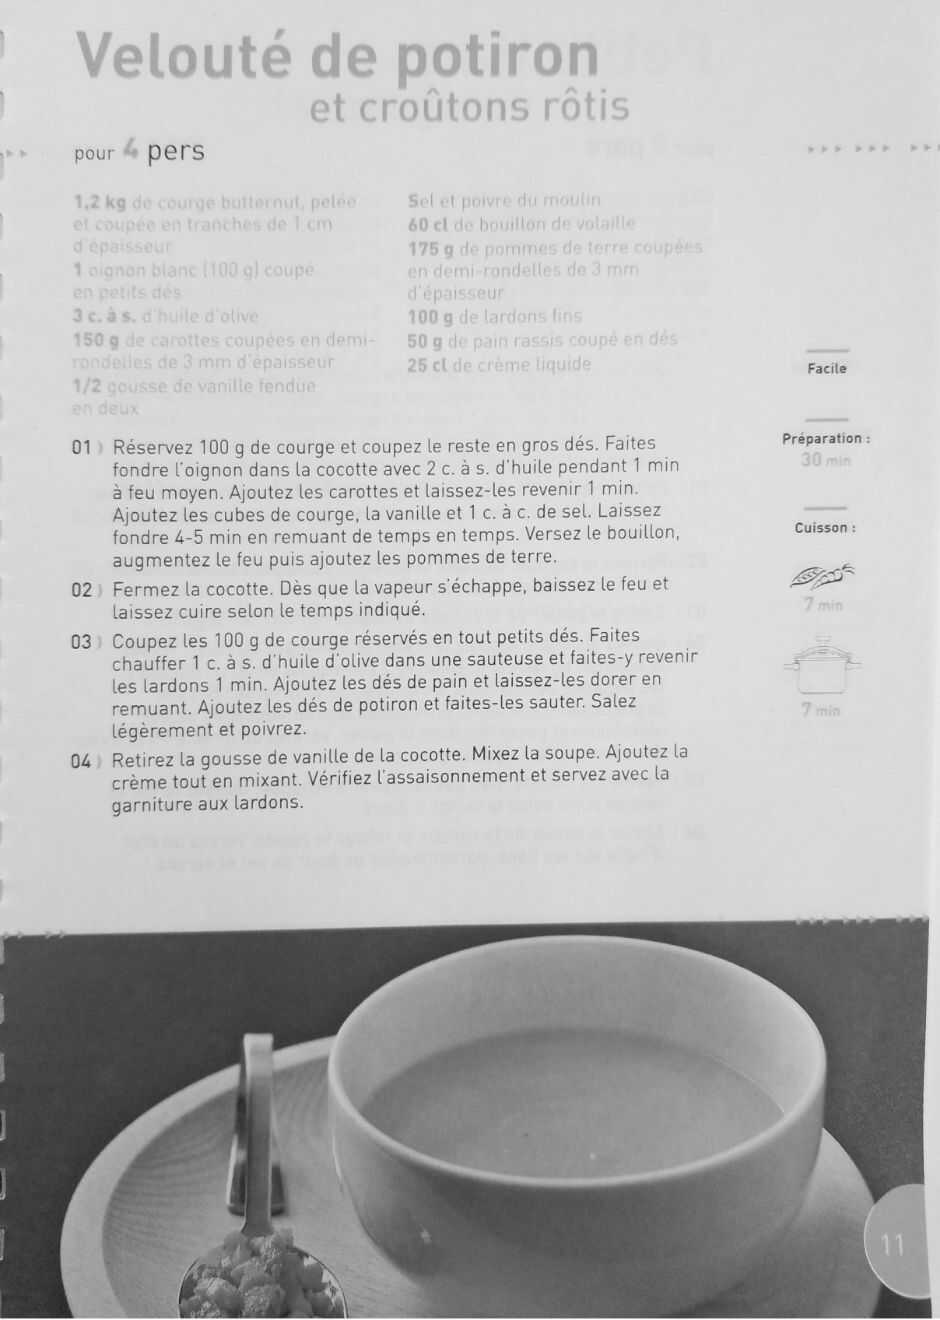 Velouté de potiron
et croûtons rôtis
pour 4 pers
1,2 kg de courge butternut, pelée
et coupée en tranches de 1 cm
d'épaisseur
1 oignon blanc (100 g) coupé
en petits dés
3 c. à s. d'huile d'olive
150 g de carottes coupées en demi-
rondelles de 3 mm d'épaisseur
1/2 gousse de vanille fendue
en deux
Sel et poivre du moulin
60 cl de bouillon de volaille
175 g de pommes de terre coupées
en demi-rondelles de 3 mm
d'épaisseur
100 g de lardons fins
50 g de pain rassis coupé en dés
25 cl de crème liquide
Facile
Préparation :
30 min
Cuisson :
7 min
7 min
01 ) Réservez 100 g de courge et coupez le reste en gros dés. Faites
fondre l'oignon dans la cocotte avec 2 c. à s. d'huile pendant 1 min
à feu moyen. Ajoutez les carottes et laissez-les revenir 1 min.
Ajoutez les cubes de courge, la vanille et 1 c. à c. de sel. Laissez
fondre 4-5 min en remuant de temps en temps. Versez le bouillon,
augmentez le feu puis ajoutez les pommes de terre.
02 ) Fermez la cocotte. Dès que la vapeur s'échappe, baissez le feu et
laissez cuire selon le temps indiqué.
03 ) Coupez les 100 g de courge réservés en tout petits dés. Faites
chauffer 1 c. à s. d'huile d'olive dans une sauteuse et faites-y revenir
les lardons 1 min. Ajoutez les dés de pain et laissez-les dorer en
remuant. Ajoutez les dés de potiron et faites-les sauter. Salez
légèrement et poivrez.
04 ) Retirez la gousse de vanille de la cocotte. Mixez la soupe. Ajoutez la
crème tout en mixant. Vérifiez l'assaisonnement et servez avec la
garniture aux lardons.
11